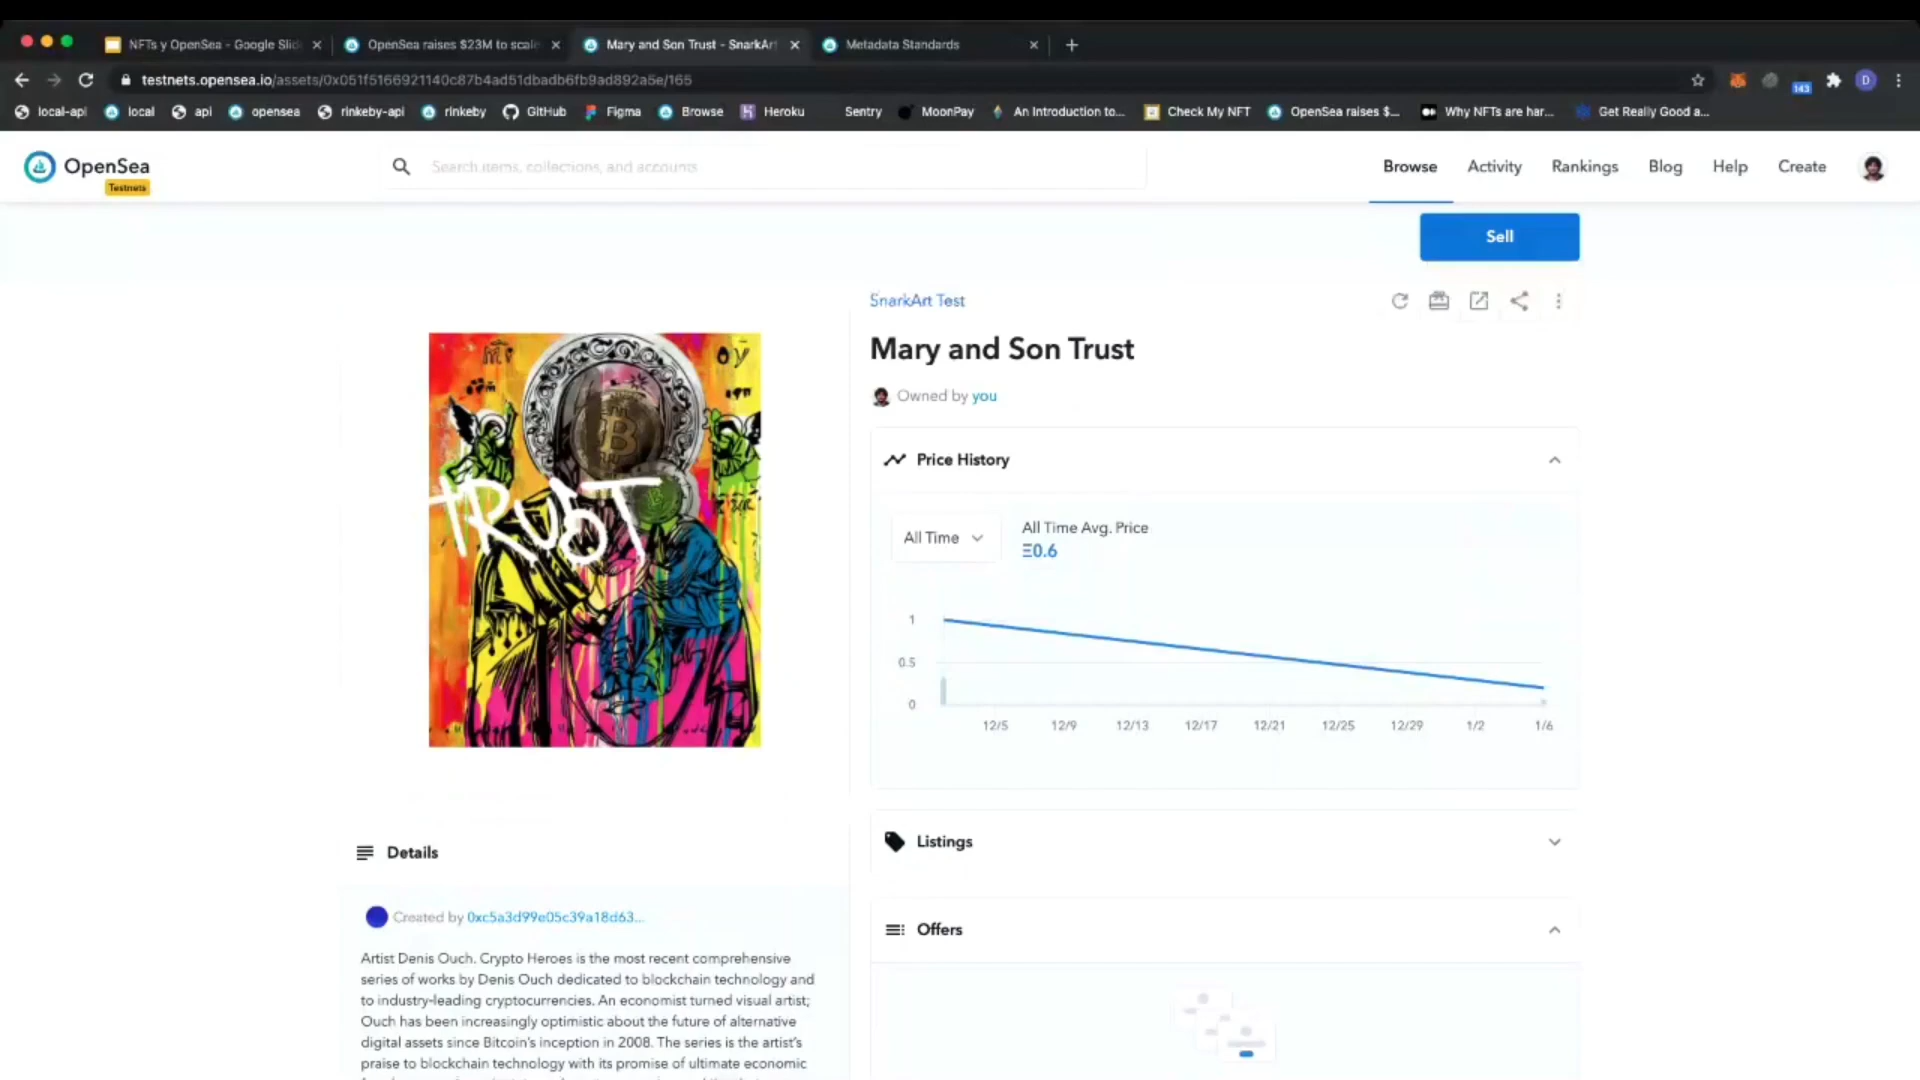 NFTs y OpenSea - Google Slid
OpenSea raises $23M to scale
Mary and Son Trust - SnarkAr
Metadata Standards
testnets.opensea.io/assets/0x051f5166921140c87b4ad51dbadb6fb9ad892a5e/165
143
D
local-api
local
api
opensea
rinkeby-api
rinkeby
GitHub
Figma
Browse
Heroku
Sentry
MoonPay
An Introduction to...
Check My NFT
OpenSea raises $...
Why NFTs are har...
Get Really Good a...
OpenSea
Testnets
Search items, collections, and accounts
Browse
Activity
Rankings
Blog
Help
Create
Sell
SnarkArt Test
Mary and Son Trust
Owned by you
TRUST
B
Price History
All Time
All Time Avg. Price
Ξ0.6
1
0.5
0
12/5 12/9 12/13 12/17 12/21 12/25 12/29 1/2 1/6
Listings
Offers
Details
Created by 0xc5a3d99e05c39a18d63...
Artist Denis Ouch. Crypto Heroes is the most recent comprehensive
series of works by Denis Ouch dedicated to blockchain technology and
to industry-leading cryptocurrencies. An economist turned visual artist;
Ouch has been increasingly optimistic about the future of alternative
digital assets since Bitcoin's inception in 2008. The series is the artist's
praise to blockchain technology with its promise of ultimate economic